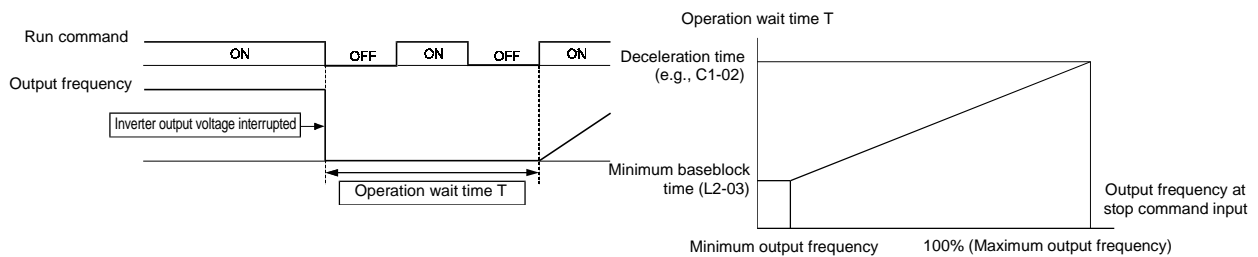 Run command
ON
OFF
ON
OFF
ON
Output frequency
Inverter output voltage interrupted
Operation wait time T
Operation wait time T
Deceleration time
(e.g., C1-02)
Minimum baseblock
time (L2-03)
Output frequency at
stop command input
Minimum output frequency
100% (Maximum output frequency)